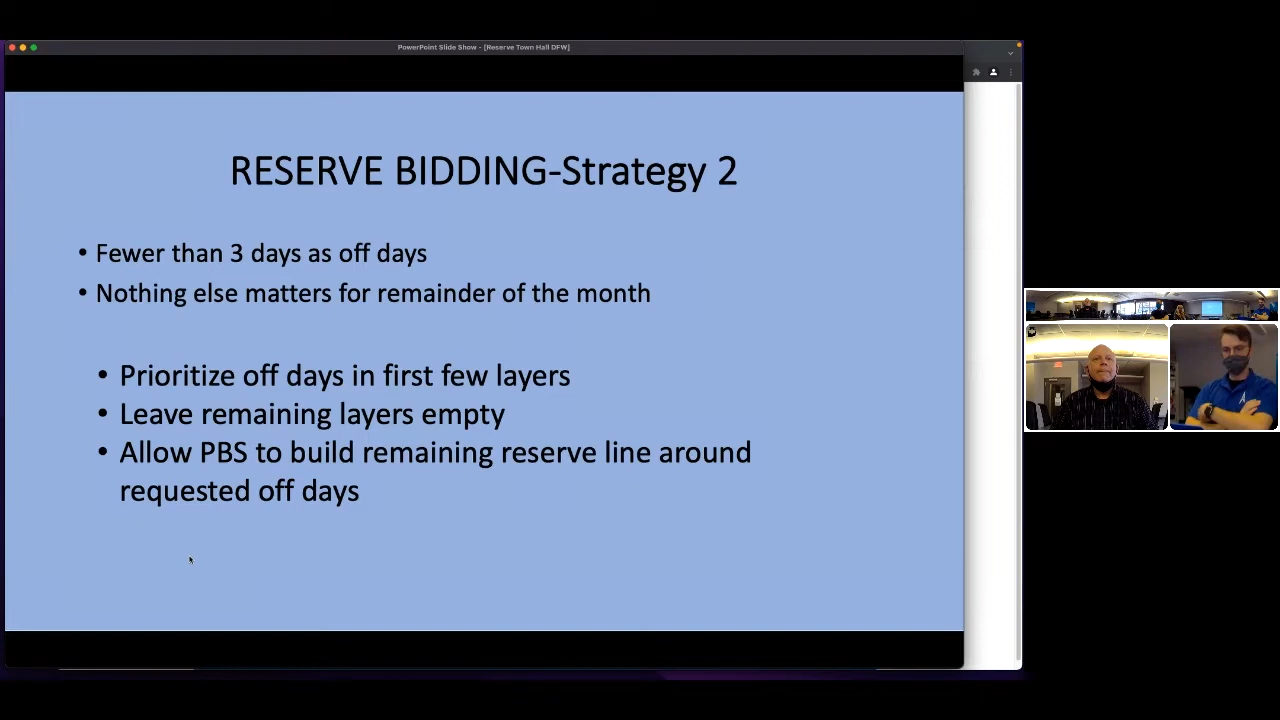 PowerPoint Slide Show - [Reserve Town Hall DFW]
RESERVE BIDDING-Strategy 2
• Fewer than 3 days as off days
• Nothing else matters for remainder of the month
• Prioritize off days in first few layers
• Leave remaining layers empty
• Allow PBS to build remaining reserve line around
requested off days